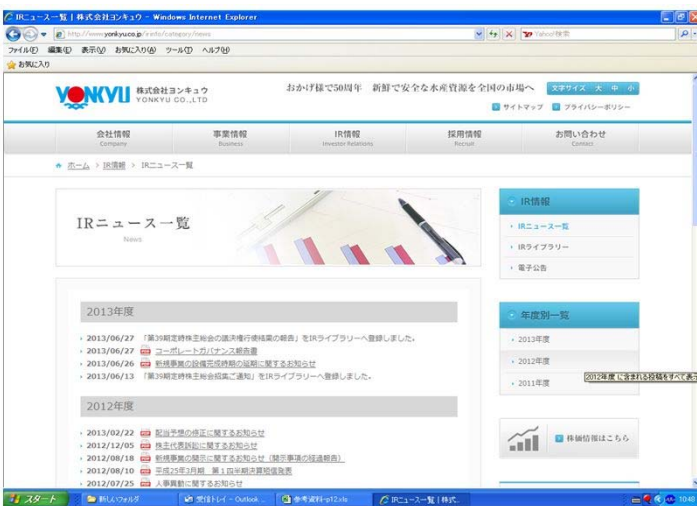 IRニュース一覧 | 株式会社ヨンキュウ - Windows Internet Explorer
http://www.yonkyu.co.jp/irinfo/category/news
Yahoo!検索
ファイル(F) 編集(E) 表示(V) お気に入り(A) ツール(T) ヘルプ(H)
お気に入り
YONKYU 株式会社ヨンキュウ
YONKYU CO.,LTD
おかげ様で50周年 新鮮で安全な水産資源を全国の市場へ
文字サイズ 大 中 小
サイトマップ プライバシーポリシー
会社情報 事業情報 IR情報 採用情報 お問い合わせ
Company Business Investor Relations Recruit Contact
ホーム > IR情報 > IRニュース一覧
IRニュース一覧
News
IR情報
IRニュース一覧
IRライブラリー
電子公告
2013年度
2013/06/27 「第39期定時株主総会の議決権行使結果の報告」をIRライブラリーへ登録しました。
2013/06/27 コーポレートガバナンス報告書
2013/06/26 新規事業の設備完成時期の延期に関するお知らせ
2013/06/13 「第39期定時株主総会招集ご通知」をIRライブラリーへ登録しました。
2012年度
2013/02/22 配当予想の修正に関するお知らせ
2012/12/05 株主代表訴訟に関するお知らせ
2012/08/18 新規事業の開示に関するお知らせ（開示事項の経過報告）
2012/08/10 平成25年3月期 第1四半期決算短信発表
2012/07/25 人事異動に関するお知らせ
年度別一覧
2013年度
2012年度
2012年度 に含まれる投稿をすべて表示
2011年度
株価情報はこちら
スタート 新しいフォルダ 受信トレイ - Outlook ... 参考資料-p12.xls IRニュース一覧 | 株式... 10:40